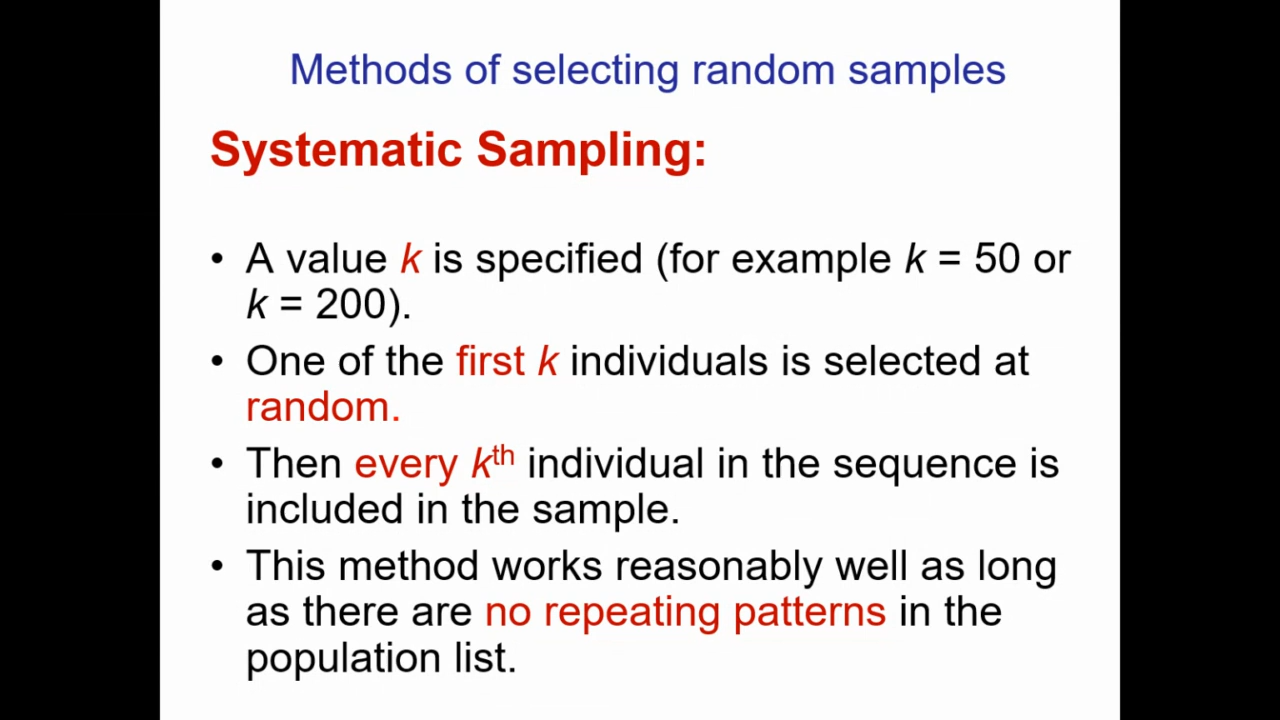 Methods of selecting random samples
Systematic Sampling:
• A value k is specified (for example k = 50 or
k = 200).
• One of the first k individuals is selected at
random.
• Then every kth individual in the sequence is
included in the sample.
• This method works reasonably well as long
as there are no repeating patterns in the
population list.